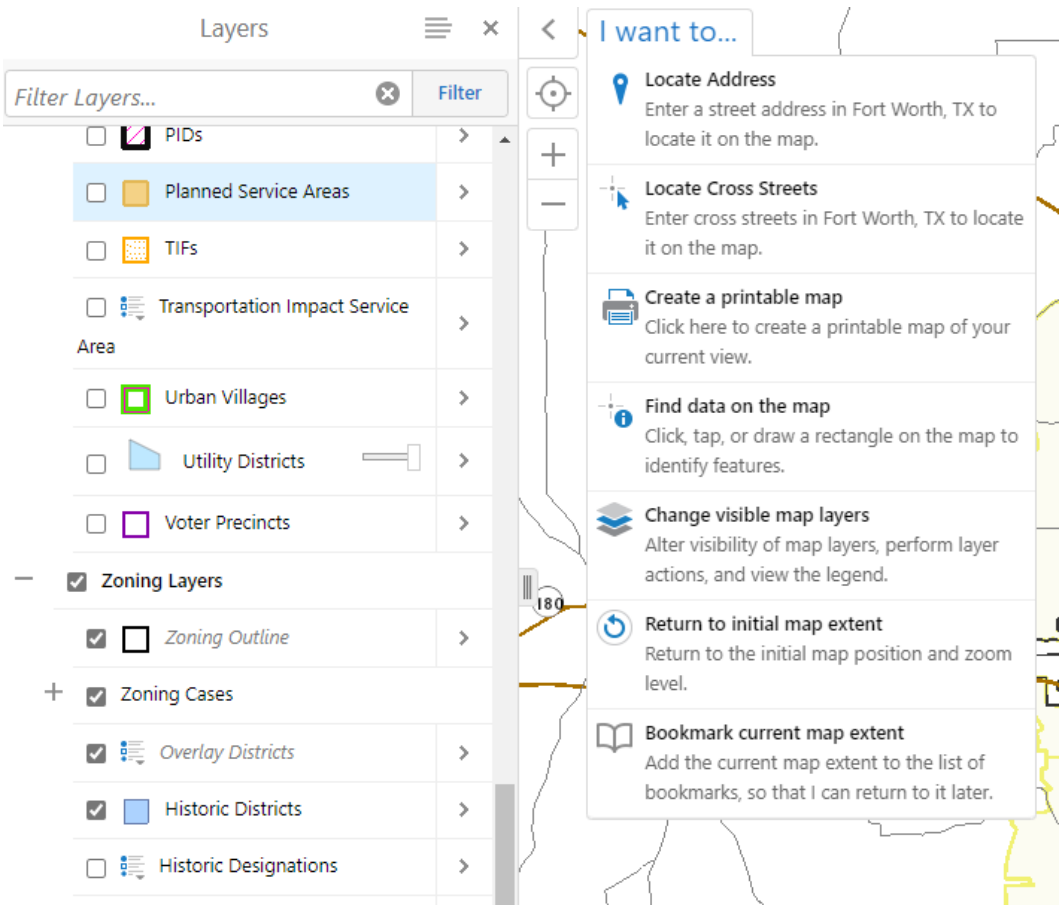 Layers
Filter Layers...
Filter
PIDs
Planned Service Areas
TIFs
Transportation Impact Service
Area
Urban Villages
Utility Districts
Voter Precincts
Zoning Layers
Zoning Outline
Zoning Cases
Overlay Districts
Historic Districts
Historic Designations
I want to...
Locate Address
Enter a street address in Fort Worth, TX to
locate it on the map.
Locate Cross Streets
Enter cross streets in Fort Worth, TX to locate
it on the map.
Create a printable map
Click here to create a printable map of your
current view.
Find data on the map
Click, tap, or draw a rectangle on the map to
identify features.
Change visible map layers
Alter visibility of map layers, perform layer
actions, and view the legend.
Return to initial map extent
Return to the initial map position and zoom
level.
Bookmark current map extent
Add the current map extent to the list of
bookmarks, so that I can return to it later.
180